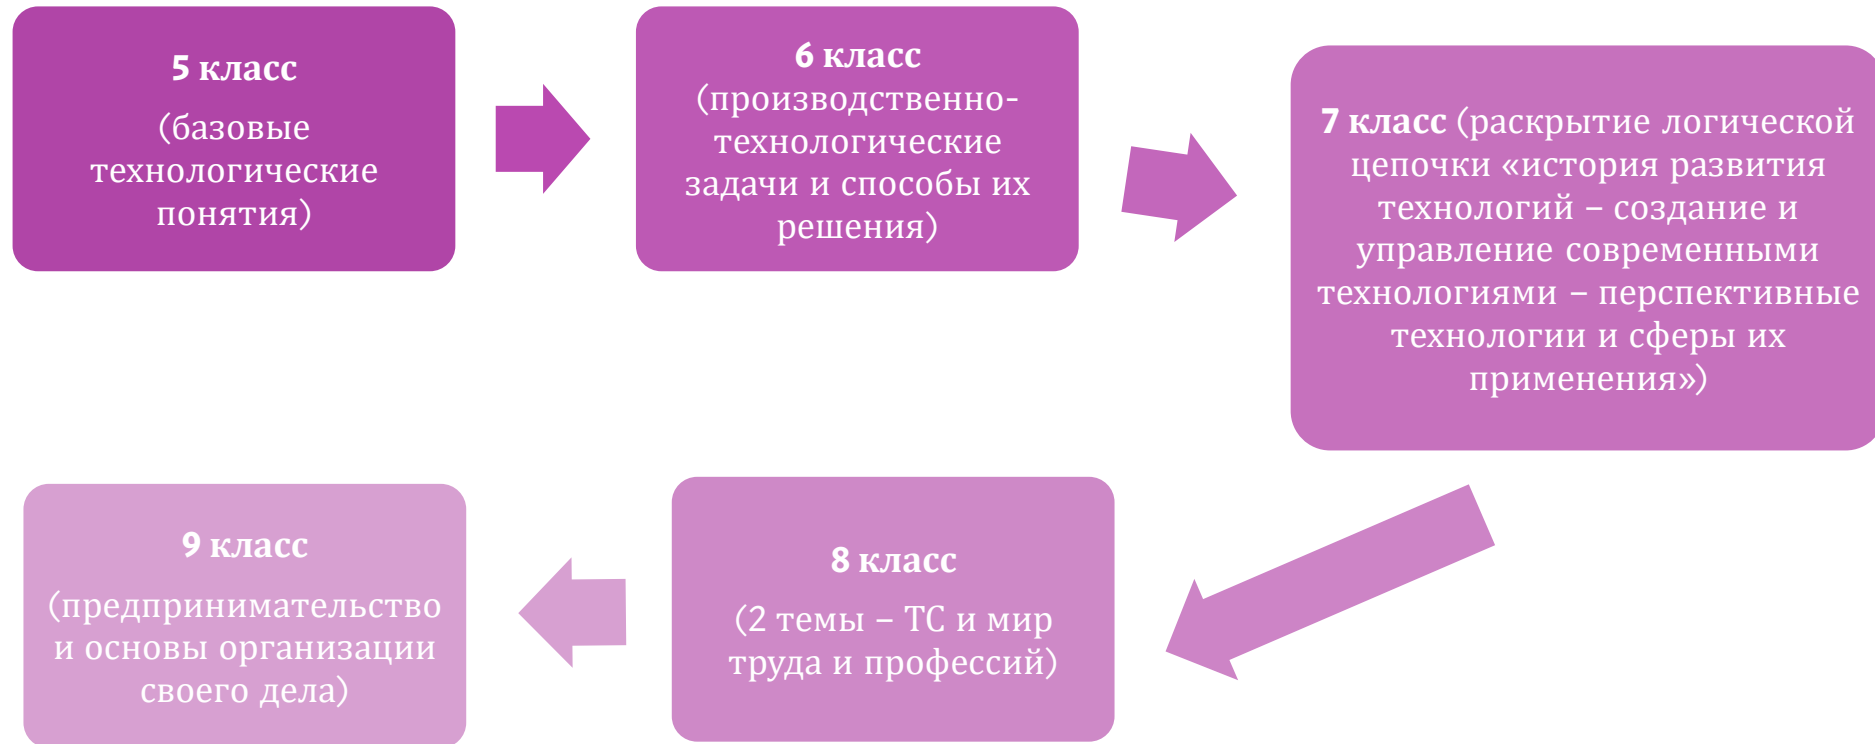 5 класс
(базовые
технологические
понятия)
6 класс
(производственно-
технологические
задачи и способы их
решения)
7 класс (раскрытие логической
цепочки «история развития
технологий – создание и
управление современными
технологиями – перспективные
технологии и сферы их
применения»)
8 класс
(2 темы – ТС и мир
труда и профессий)
9 класс
(предпринимательство
и основы организации
своего дела)